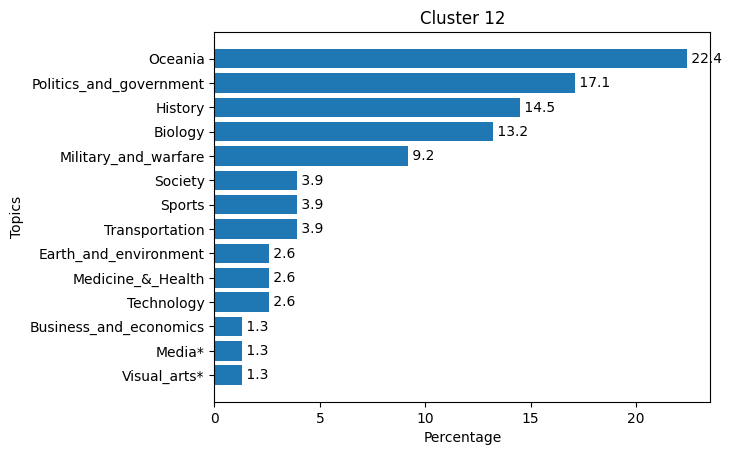 Cluster 12
Oceania 22.4
Politics_and_government 17.1
History 14.5
Biology 13.2
Military_and_warfare 9.2
Society 3.9
Sports 3.9
Transportation 3.9
Earth_and_environment 2.6
Medicine_&_Health 2.6
Technology 2.6
Business_and_economics 1.3
Media* 1.3
Visual_arts* 1.3
Topics
0 5 10 15 20
Percentage